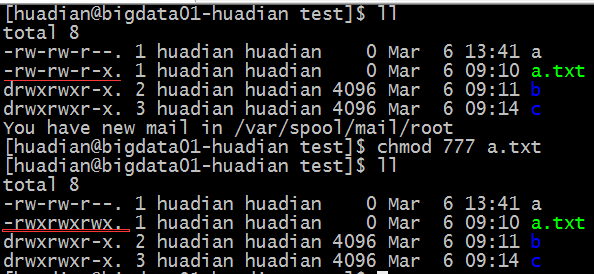 [huadian@bigdata01-huadian test]$ ll
total 8
-rw-rw-r--. 1 huadian huadian    0 Mar  6 13:41 a
-rw-rw-r-x. 1 huadian huadian    0 Mar  6 09:10 a.txt
drwxrwxr-x. 2 huadian huadian 4096 Mar  6 09:11 b
drwxrwxr-x. 3 huadian huadian 4096 Mar  6 09:14 c
You have new mail in /var/spool/mail/root
[huadian@bigdata01-huadian test]$ chmod 777 a.txt
[huadian@bigdata01-huadian test]$ ll
total 8
-rw-rw-r--. 1 huadian huadian    0 Mar  6 13:41 a
-rwxrwxrwx. 1 huadian huadian    0 Mar  6 09:10 a.txt
drwxrwxr-x. 2 huadian huadian 4096 Mar  6 09:11 b
drwxrwxr-x. 3 huadian huadian 4096 Mar  6 09:14 c